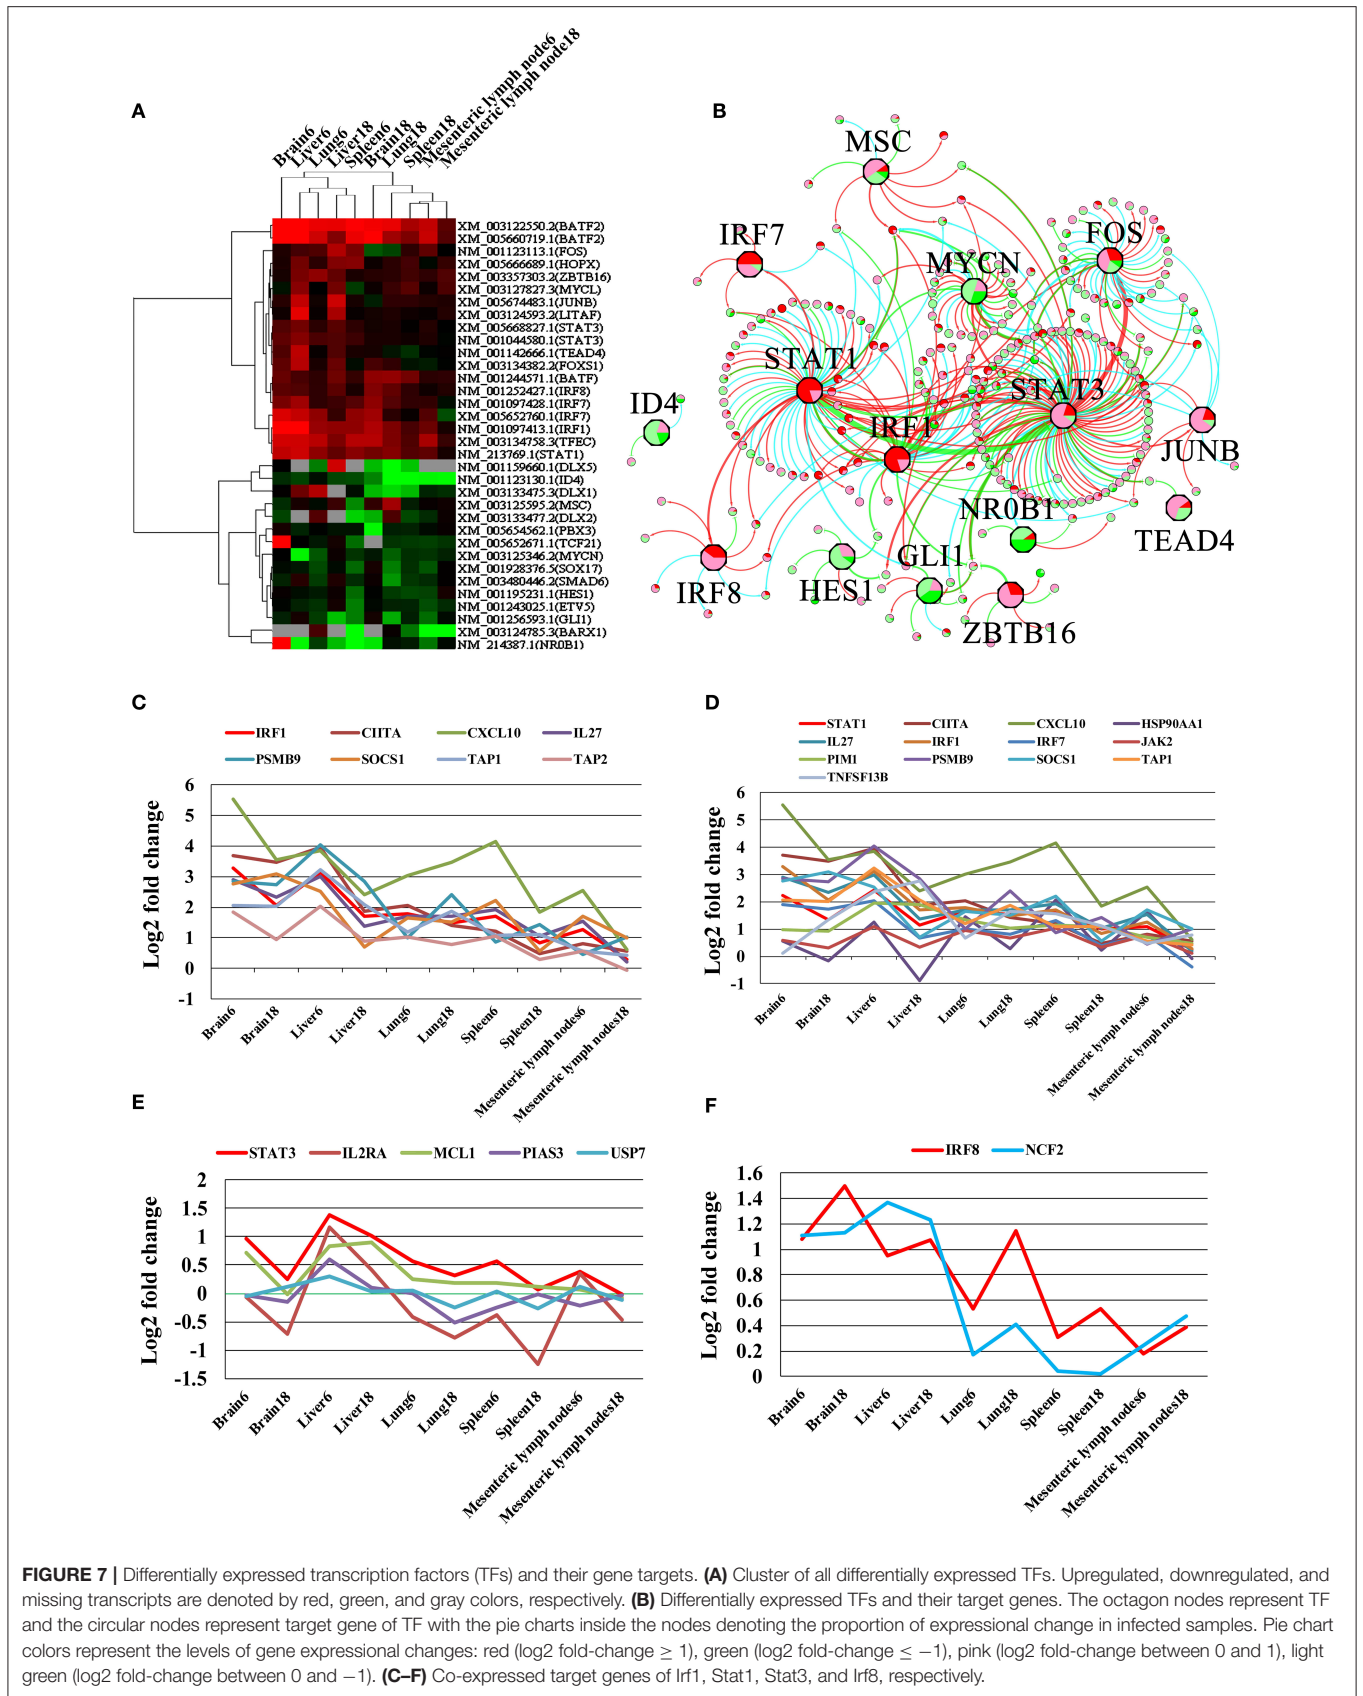 A
Brain6
Liver6
Lung6
Liver18
Spleen6
Brain18
Lung18
Spleen18
Mesenteric lymph node6
Mesenteric lymph node18
XM_003122550.2(BATF2)
XM_005660719.1(BATF2)
NM_001123113.1(FOS)
XM_005666689.1(HOPX)
XM_003357303.2(ZBTB16)
XM_003127827.3(MYCL)
XM_005674483.1(JUNB)
XM_003124593.2(LITAF)
XM_005668827.1(STAT3)
NM_001044580.1(STAT3)
NM_001142666.1(TEAD4)
XM_003134382.2(FOXS1)
NM_001244571.1(BATF)
NM_001252427.1(IRF8)
NM_001097428.1(IRF7)
XM_005652760.1(IRF7)
NM_001097413.1(IRF1)
XM_003134758.3(TFEC)
NM_213769.1(STAT1)
NM_001159660.1(DLX5)
NM_001123130.1(ID4)
XM_003133475.3(DLX1)
XM_003125595.2(MSC)
XM_003133477.2(DLX2)
XM_005654562.1(PBX3)
XM_005652671.1(TCF21)
XM_003125346.2(MYCN)
XM_001928376.5(SOX17)
XM_003480446.2(SMAD6)
NM_001195231.1(HES1)
NM_001243025.1(ETV5)
NM_001256593.1(GLI1)
XM_003124785.3(BARX1)
NM_214387.1(NR0B1)
B
MSC
IRF7
FOS
MYCN
STAT1
STAT3
ID4
IRF1
JUNB
NR0B1
TEAD4
GLI1
IRF8
HES1
ZBTB16
C
IRF1 CIITA CXCL10 IL27
PSMB9 SOCS1 TAP1 TAP2
Log2 fold change
6
5
4
3
2
1
0
-1
Brain6
Brain18
Liver6
Liver18
Lung6
Lung18
Spleen6
Spleen18
Mesenteric lymph nodes6
Mesenteric lymph nodes18
D
STAT1 CIITA CXCL10 HSP90AA1
IL27 IRF1 IRF7 JAK2
PIM1 PSMB9 SOCS1 TAP1
TNFSF13B
Log2 fold change
6
5
4
3
2
1
0
-1
Brain6
Brain18
Liver6
Liver18
Lung6
Lung18
Spleen6
Spleen18
Mesenteric lymph nodes6
Mesenteric lymph nodes18
E
STAT3 IL2RA MCL1 PIAS3 USP7
Log2 fold change
2
1.5
1
0.5
0
-0.5
-1
-1.5
Brain6
Brain18
Liver6
Liver18
Lung6
Lung18
Spleen6
Spleen18
Mesenteric lymph nodes6
Mesenteric lymph nodes18
F
IRF8 NCF2
Log2 fold change
1.6
1.4
1.2
1
0.8
0.6
0.4
0.2
0
Brain6
Brain18
Liver6
Liver18
Lung6
Lung18
Spleen6
Spleen18
Mesenteric lymph nodes6
Mesenteric lymph nodes18
FIGURE 7 | Differentially expressed transcription factors (TFs) and their gene targets. (A) Cluster of all differentially expressed TFs. Upregulated, downregulated, and
missing transcripts are denoted by red, green, and gray colors, respectively. (B) Differentially expressed TFs and their target genes. The octagon nodes represent TF
and the circular nodes represent target gene of TF with the pie charts inside the nodes denoting the proportion of expressional change in infected samples. Pie chart
colors represent the levels of gene expressional changes: red (log2 fold-change ≥ 1), green (log2 fold-change ≤ −1), pink (log2 fold-change between 0 and 1), light
green (log2 fold-change between 0 and −1). (C–F) Co-expressed target genes of Irf1, Stat1, Stat3, and Irf8, respectively.